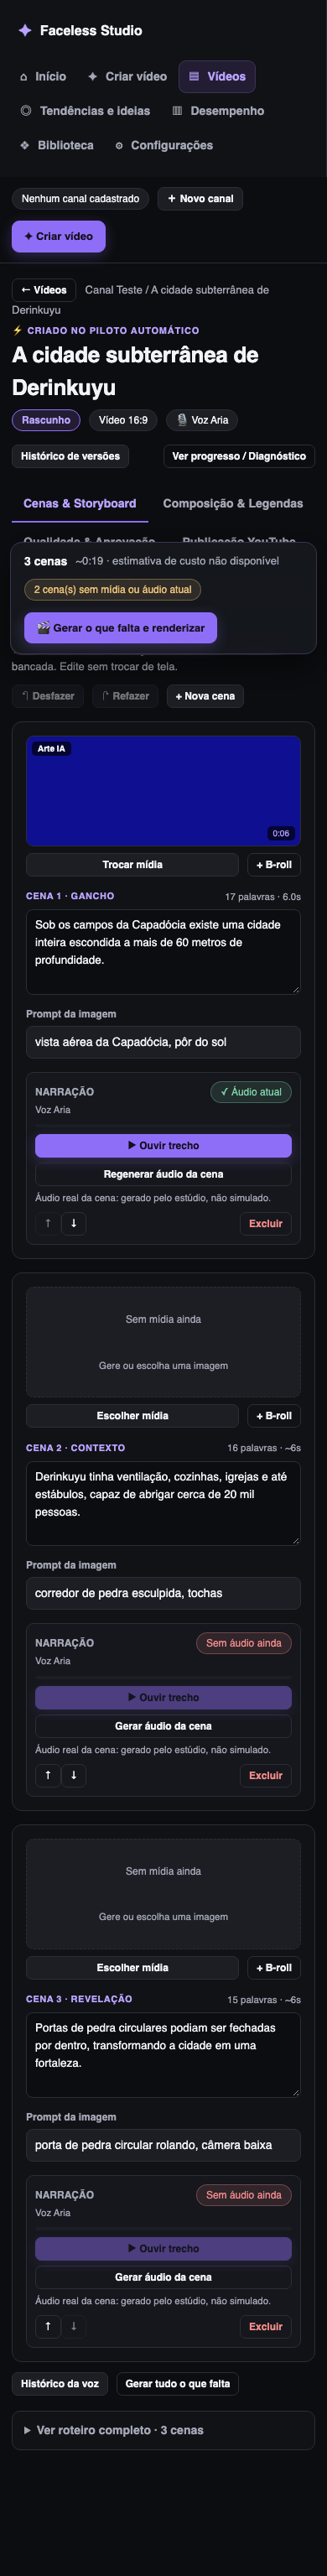 Faceless Studio
Início
Criar vídeo
Vídeos
Tendências e ideias
Desempenho
Biblioteca
Configurações
Nenhum canal cadastrado
+ Novo canal
✦ Criar vídeo
← Vídeos
Canal Teste / A cidade subterrânea de
Derinkuyu
⚡ CRIADO NO PILOTO AUTOMÁTICO
A cidade subterrânea de
Derinkuyu
Rascunho
Vídeo 16:9
🎙 Voz Aria
Histórico de versões
Ver progresso / Diagnóstico
Cenas & Storyboard
Composição & Legendas
3 cenas ~0:19 · estimativa de custo não disponível
2 cena(s) sem mídia ou áudio atual
🎬 Gerar o que falta e renderizar
bancada. Edite sem trocar de tela.
Desfazer
Refazer
+ Nova cena
Arte IA
0:06
Trocar mídia
+ B-roll
CENA 1 · GANCHO
17 palavras · 6.0s
Sob os campos da Capadócia existe uma cidade
inteira escondida a mais de 60 metros de
profundidade.
Prompt da imagem
vista aérea da Capadócia, pôr do sol
NARRAÇÃO
✓ Áudio atual
Voz Aria
▶ Ouvir trecho
Regenerar áudio da cena
Áudio real da cena: gerado pelo estúdio, não simulado.
↑
↓
Excluir
Sem mídia ainda
Gere ou escolha uma imagem
Escolher mídia
+ B-roll
CENA 2 · CONTEXTO
16 palavras · ~6s
Derinkuyu tinha ventilação, cozinhas, igrejas e até
estábulos, capaz de abrigar cerca de 20 mil
pessoas.
Prompt da imagem
corredor de pedra esculpida, tochas
NARRAÇÃO
Sem áudio ainda
Voz Aria
▶ Ouvir trecho
Gerar áudio da cena
Áudio real da cena: gerado pelo estúdio, não simulado.
↑
↓
Excluir
Sem mídia ainda
Gere ou escolha uma imagem
Escolher mídia
+ B-roll
CENA 3 · REVELAÇÃO
15 palavras · ~6s
Portas de pedra circulares podiam ser fechadas
por dentro, transformando a cidade em uma
fortaleza.
Prompt da imagem
porta de pedra circular rolando, câmera baixa
NARRAÇÃO
Sem áudio ainda
Voz Aria
▶ Ouvir trecho
Gerar áudio da cena
Áudio real da cena: gerado pelo estúdio, não simulado.
↑
↓
Excluir
Histórico da voz
Gerar tudo o que falta
▶ Ver roteiro completo · 3 cenas